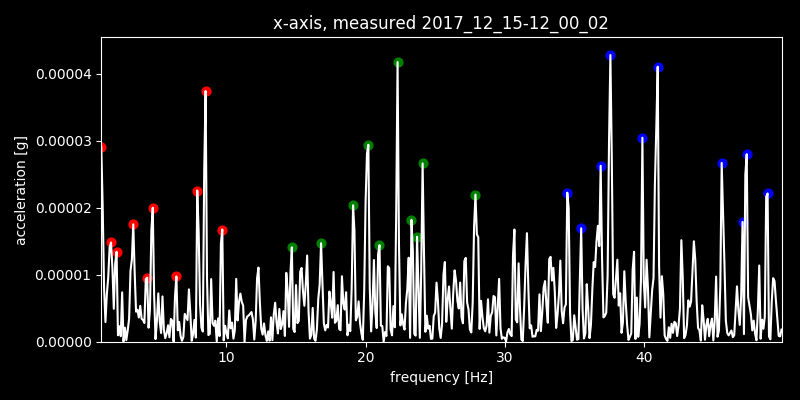 x-axis, measured 2017_12_15-12_00_02
acceleration [g]
0.00004
0.00003
0.00002
0.00001
0.00000
10 20 30 40
frequency [Hz]